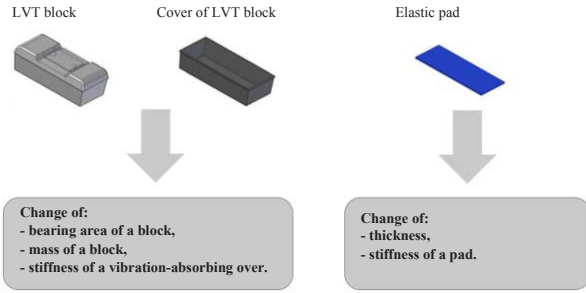 LVT block
Cover of LVT block
Elastic pad
Change of:
- bearing area of a block,
- mass of a block,
- stiffness of a vibration-absorbing over.
Change of:
- thickness,
- stiffness of a pad.